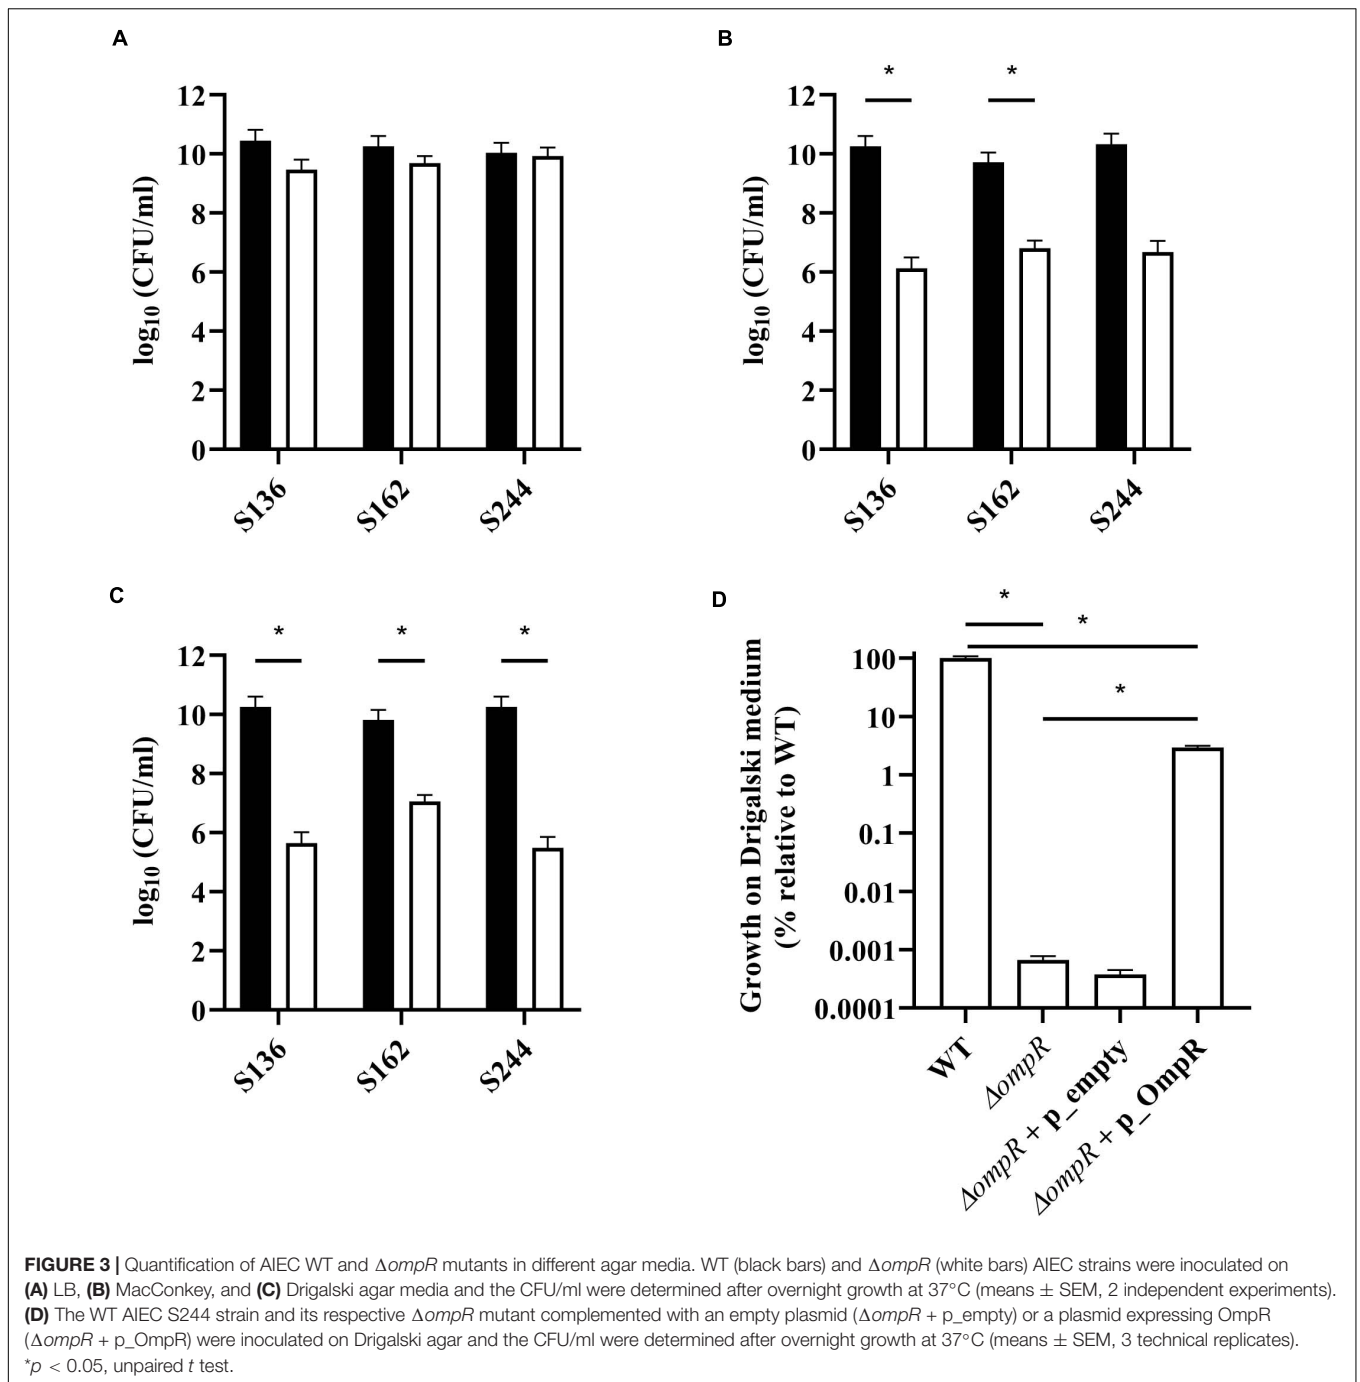 A
12
10
8
6
4
2
0
log10 (CFU/ml)
S136
S162
S244
B
* *
12
10
8
6
4
2
0
log10 (CFU/ml)
S136
S162
S244
C
* * *
12
10
8
6
4
2
0
log10 (CFU/ml)
S136
S162
S244
D
*
*
*
100
10
1
0.1
0.01
0.001
0.0001
Growth on Drigalski medium
(% relative to WT)
WT
ΔompR
ΔompR + p_empty
ΔompR + p_OmpR
FIGURE 3 | Quantification of AIEC WT and ΔompR mutants in different agar media. WT (black bars) and ΔompR (white bars) AIEC strains were inoculated on
(A) LB, (B) MacConkey, and (C) Drigalski agar media and the CFU/ml were determined after overnight growth at 37°C (means ± SEM, 2 independent experiments).
(D) The WT AIEC S244 strain and its respective ΔompR mutant complemented with an empty plasmid (ΔompR + p_empty) or a plasmid expressing OmpR
(ΔompR + p_OmpR) were inoculated on Drigalski agar and the CFU/ml were determined after overnight growth at 37°C (means ± SEM, 3 technical replicates).
*p < 0.05, unpaired t test.